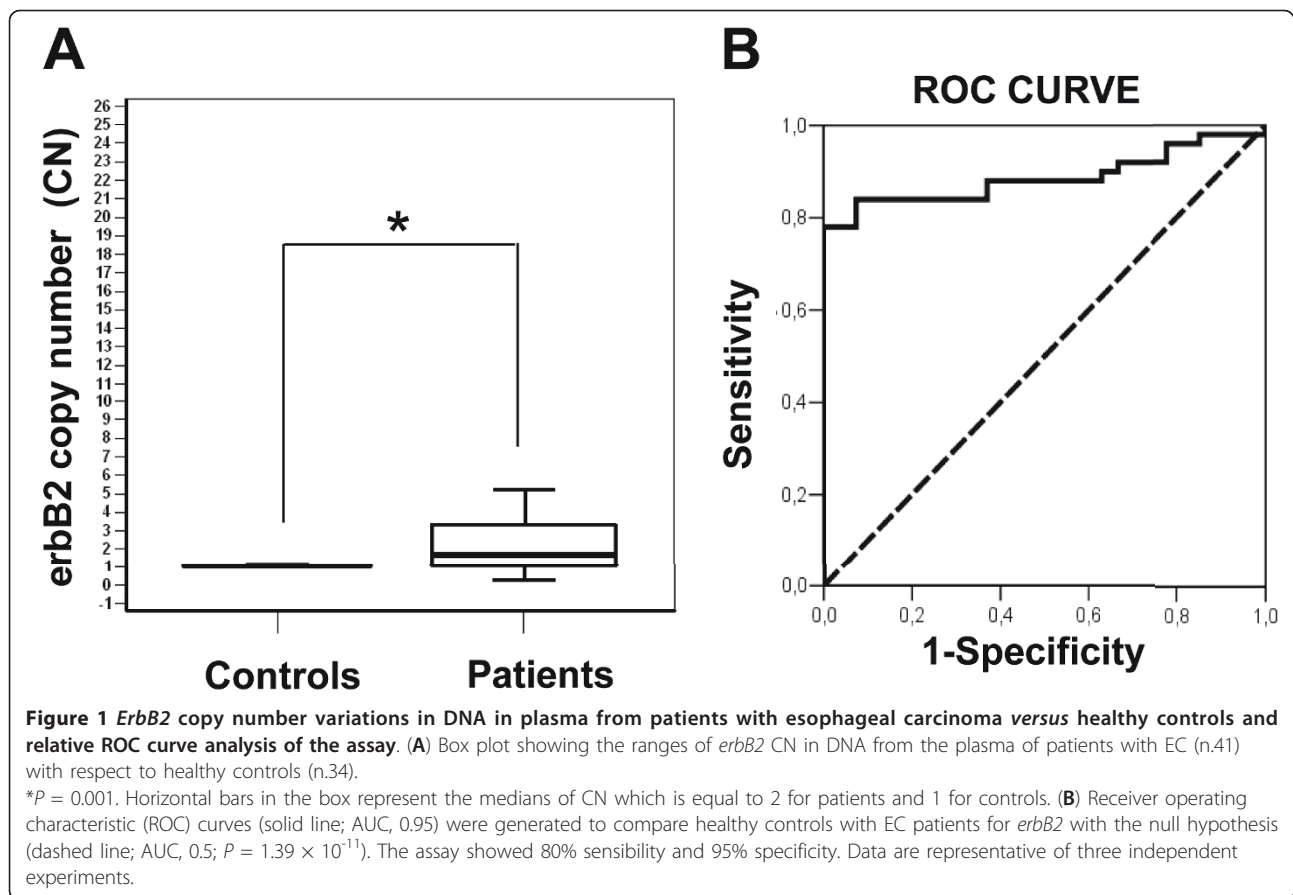 A
erbB2 copy number (CN)
26
25
24
23
22
21
20
19
18
17
16
15
14
13
12
11
10
9
8
7
6
5
4
3
2
1
0
-1
*
Controls
Patients
B
ROC CURVE
Sensitivity
1,0
0,8
0,6
0,4
0,2
0,0
0,0 0,2 0,4 0,6 0,8 1,0
1-Specificity
Figure 1 ErbB2 copy number variations in DNA in plasma from patients with esophageal carcinoma versus healthy controls and
relative ROC curve analysis of the assay. (A) Box plot showing the ranges of erbB2 CN in DNA from the plasma of patients with EC (n.41)
with respect to healthy controls (n.34).
*P = 0.001. Horizontal bars in the box represent the medians of CN which is equal to 2 for patients and 1 for controls. (B) Receiver operating
characteristic (ROC) curves (solid line; AUC, 0.95) were generated to compare healthy controls with EC patients for erbB2 with the null hypothesis
(dashed line; AUC, 0.5; P = 1.39 × 10⁻¹¹). The assay showed 80% sensibility and 95% specificity. Data are representative of three independent
experiments.